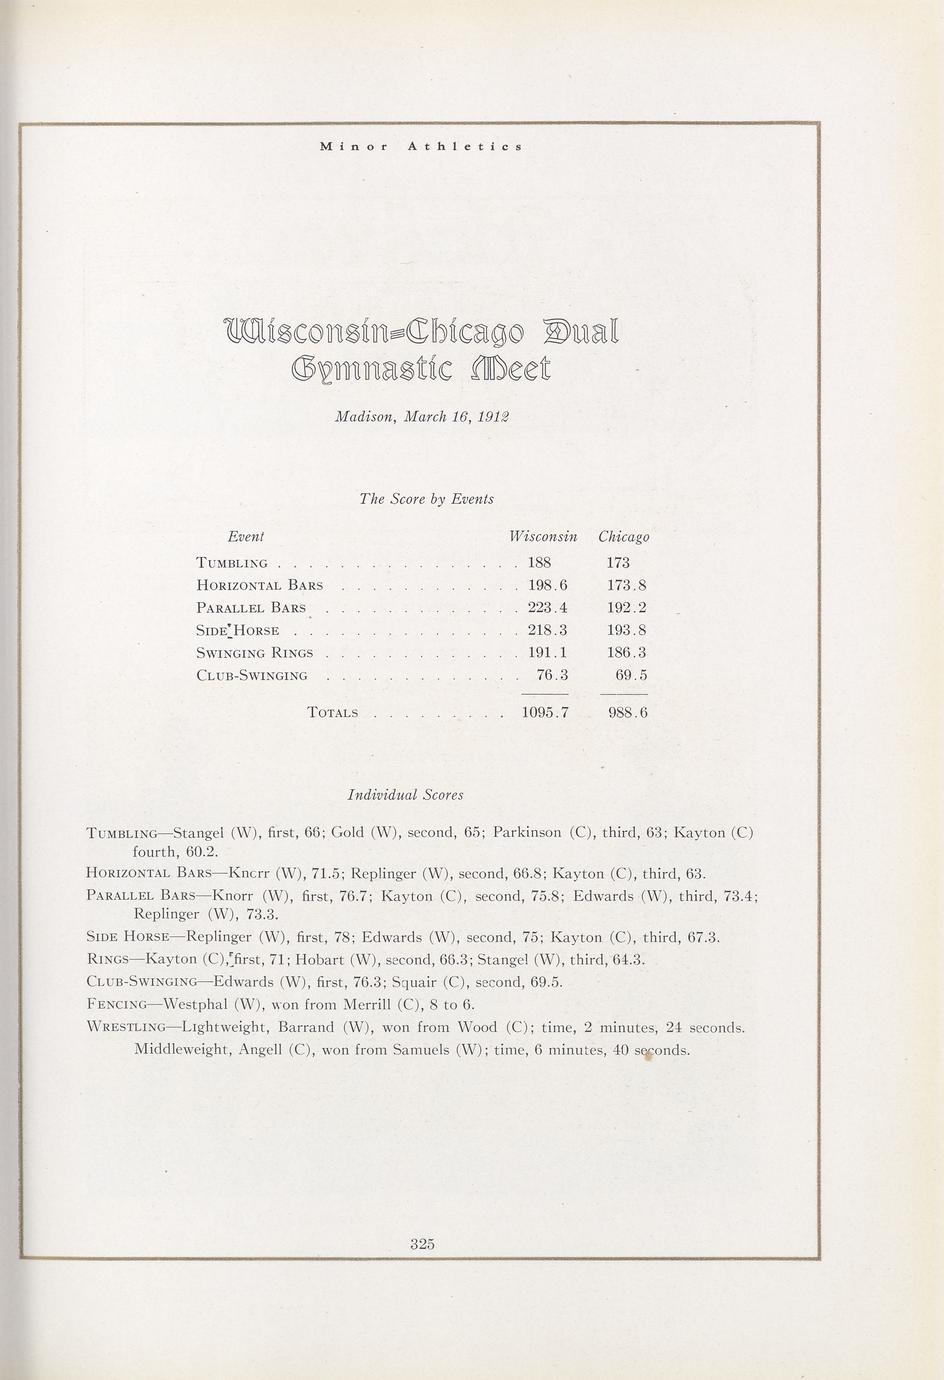 Minor Athletics
Wisconsin=Chicago Dual
Gymnastic Meet
Madison, March 16, 1912
The Score by Events
Event Wisconsin Chicago
TUMBLING . . . . . . . . . . . . . . . . 188 173
HORIZONTAL BARS . . . . . . . . . . . . 198.6 173.8
PARALLEL BARS . . . . . . . . . . . . . 223.4 192.2
SIDE HORSE . . . . . . . . . . . . . . . 218.3 193.8
SWINGING RINGS . . . . . . . . . . . . . 191.1 186.3
CLUB-SWINGING . . . . . . . . . . . . . 76.3 69.5
TOTALS . . . . . . . . . 1095.7 988.6
Individual Scores
TUMBLING—Stangel (W), first, 66; Gold (W), second, 65; Parkinson (C), third, 63; Kayton (C)
fourth, 60.2.
HORIZONTAL BARS—Knorr (W), 71.5; Replinger (W), second, 66.8; Kayton (C), third, 63.
PARALLEL BARS—Knorr (W), first, 76.7; Kayton (C), second, 75.8; Edwards (W), third, 73.4;
Replinger (W), 73.3.
SIDE HORSE—Replinger (W), first, 78; Edwards (W), second, 75; Kayton (C), third, 67.3.
RINGS—Kayton (C), first, 71; Hobart (W), second, 66.3; Stangel (W), third, 64.3.
CLUB-SWINGING—Edwards (W), first, 76.3; Squair (C), second, 69.5.
FENCING—Westphal (W), won from Merrill (C), 8 to 6.
WRESTLING—Lightweight, Barrand (W), won from Wood (C); time, 2 minutes, 24 seconds.
Middleweight, Angell (C), won from Samuels (W); time, 6 minutes, 40 seconds.
325